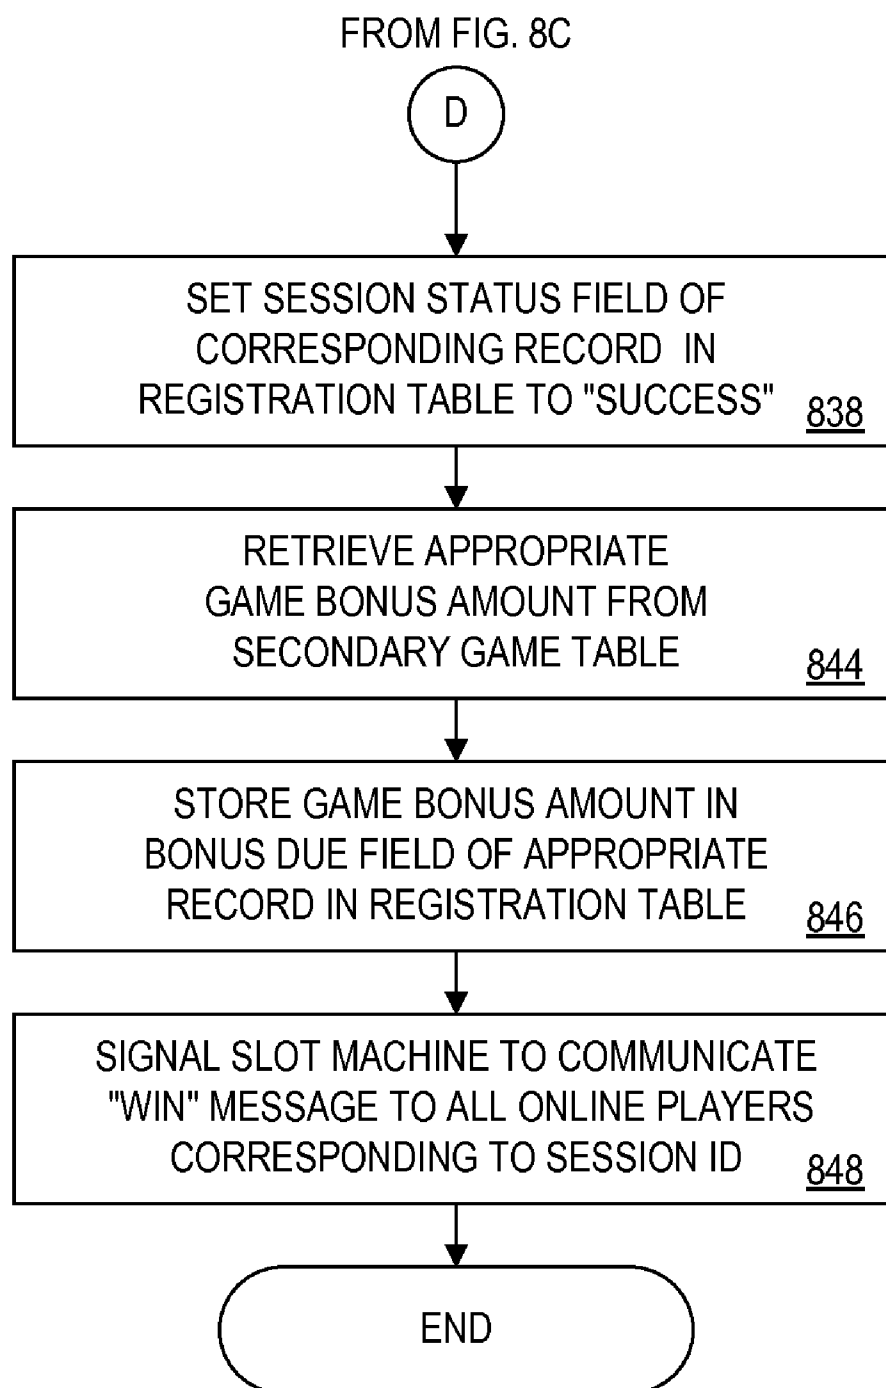 FROM FIG. 8C
D
SET SESSION STATUS FIELD OF
CORRESPONDING RECORD IN
REGISTRATION TABLE TO "SUCCESS"
838
RETRIEVE APPROPRIATE
GAME BONUS AMOUNT FROM
SECONDARY GAME TABLE
844
STORE GAME BONUS AMOUNT IN
BONUS DUE FIELD OF APPROPRIATE
RECORD IN REGISTRATION TABLE
846
SIGNAL SLOT MACHINE TO COMMUNICATE
"WIN" MESSAGE TO ALL ONLINE PLAYERS
CORRESPONDING TO SESSION ID
848
END